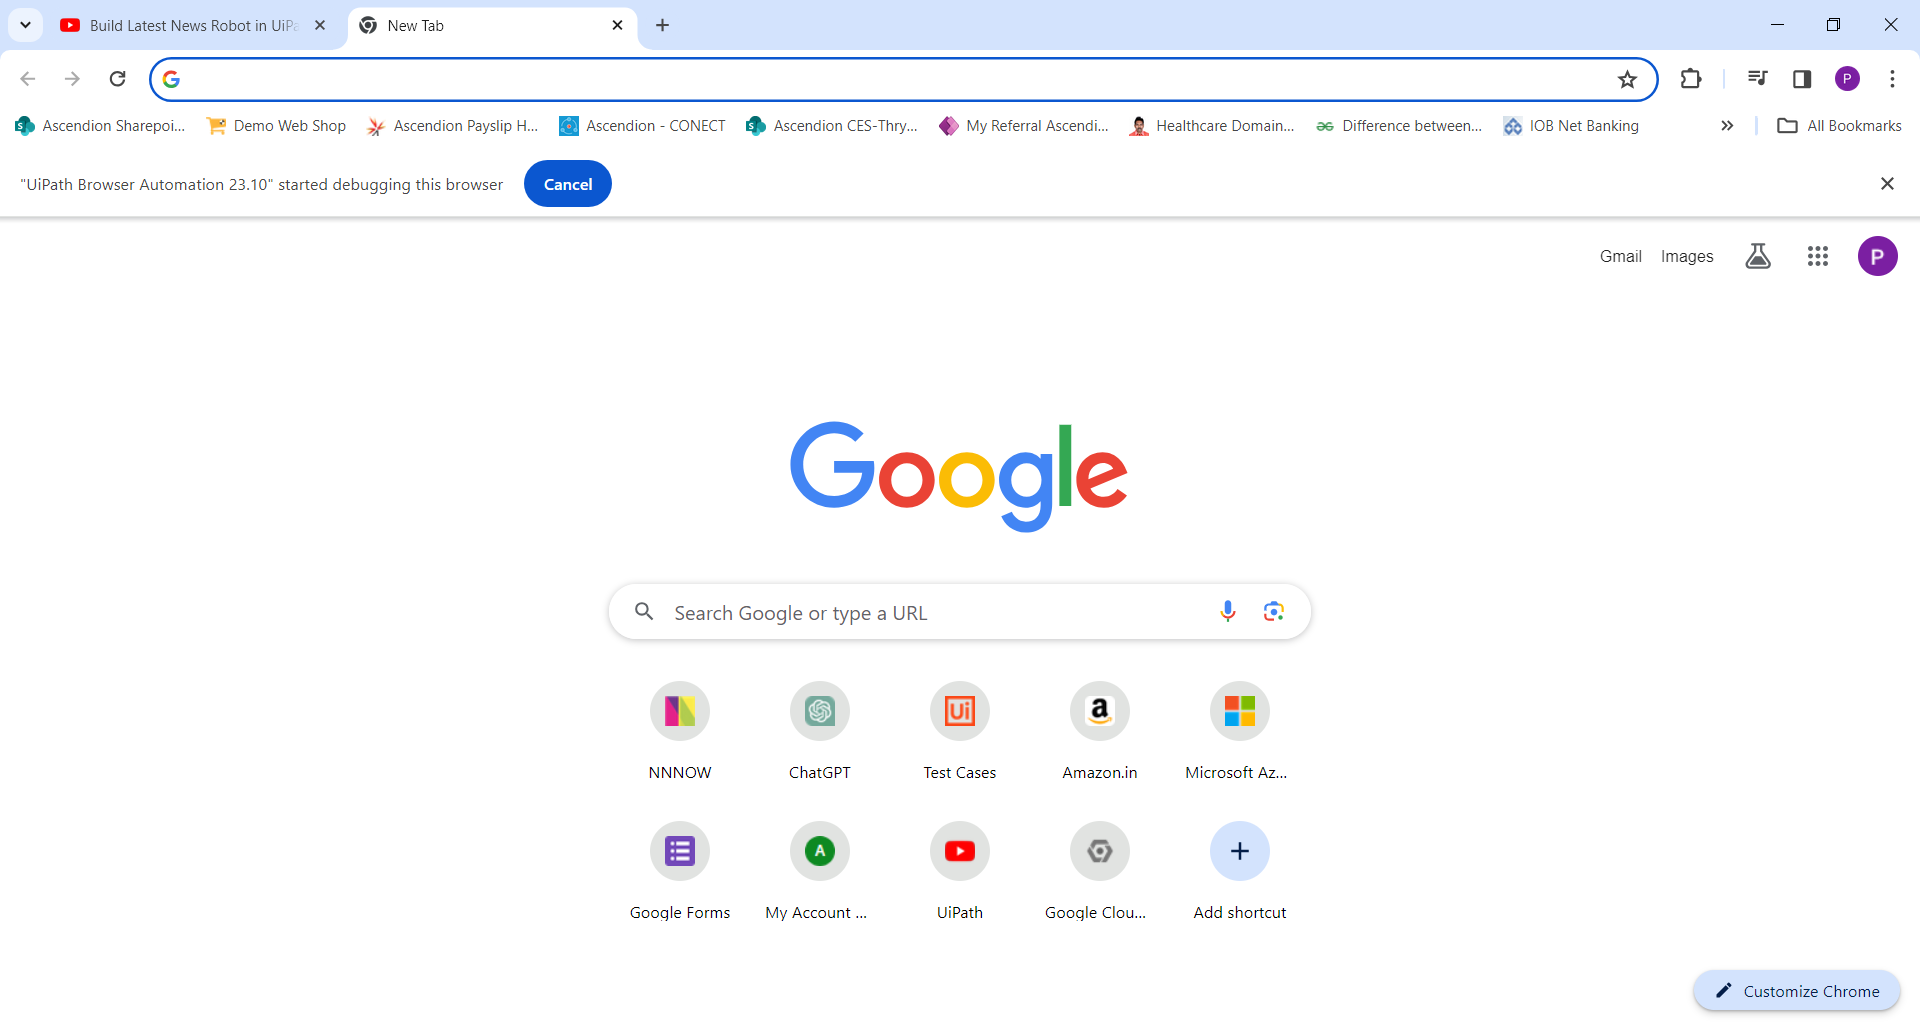 Build Latest News Robot in UiPa
New Tab
Ascendion Sharepoi...
Demo Web Shop
Ascendion Payslip H...
Ascendion - CONECT
Ascendion CES-Thry...
My Referral Ascendi...
Healthcare Domain...
Difference between...
IOB Net Banking
All Bookmarks
"UiPath Browser Automation 23.10" started debugging this browser
Cancel
Gmail
Images
P
P
Google
Search Google or type a URL
NNNOW
ChatGPT
Ui
Test Cases
a
Amazon.in
Microsoft Az...
Google Forms
A
My Account ...
UiPath
Google Clou...
Add shortcut
Customize Chrome